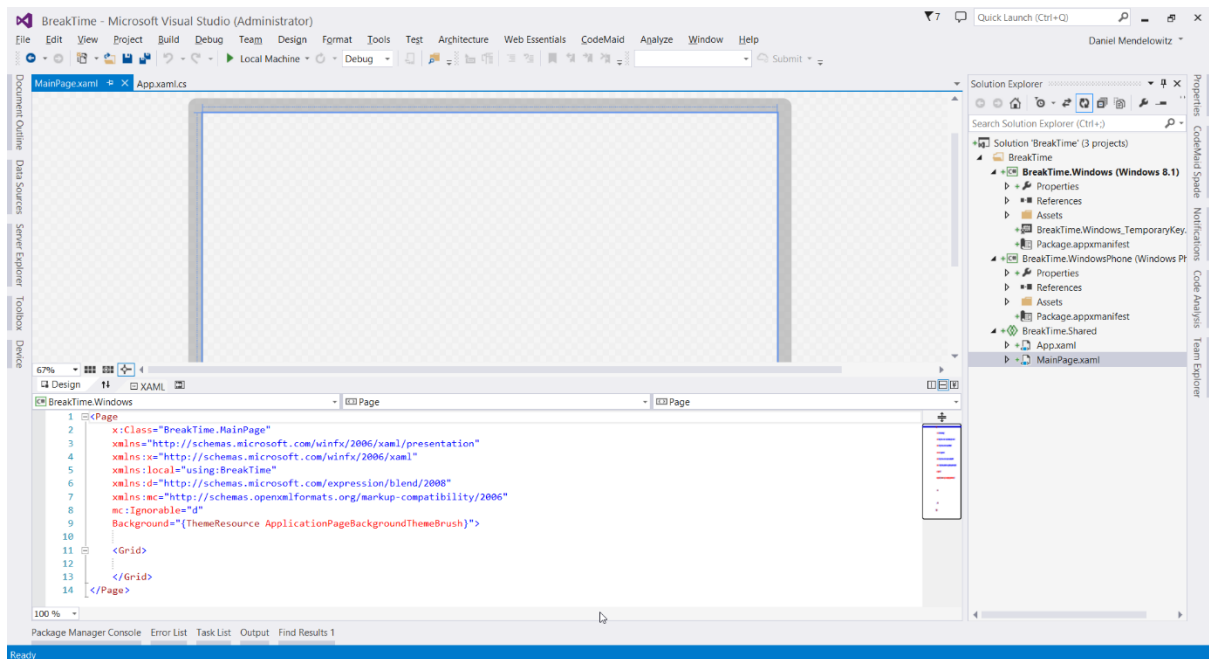 BreakTime - Microsoft Visual Studio (Administrator)
7
Quick Launch (Ctrl+Q)
File Edit View Project Build Debug Team Design Format Tools Test Architecture Web Essentials CodeMaid Analyze Window Help
Daniel Mendelowitz
Local Machine
Debug
Submit
MainPage.xaml
App.xaml.cs
Document Outline
Data Sources
Server Explorer
Toolbox
Device
67%
Design
XAML
BreakTime.Windows
Page
Page
1 <Page
2 x:Class="BreakTime.MainPage"
3 xmlns="http://schemas.microsoft.com/winfx/2006/xaml/presentation"
4 xmlns:x="http://schemas.microsoft.com/winfx/2006/xaml"
5 xmlns:local="using:BreakTime"
6 xmlns:d="http://schemas.microsoft.com/expression/blend/2008"
7 xmlns:mc="http://schemas.openxmlformats.org/markup-compatibility/2006"
8 mc:Ignorable="d"
9 Background="{ThemeResource ApplicationPageBackgroundThemeBrush}">
10
11 <Grid>
12
13 </Grid>
14 </Page>
100 %
Package Manager Console Error List Task List Output Find Results 1
Ready
Solution Explorer
Search Solution Explorer (Ctrl+;)
Solution 'BreakTime' (3 projects)
BreakTime
BreakTime.Windows (Windows 8.1)
Properties
References
Assets
BreakTime.Windows_TemporaryKey.
Package.appxmanifest
BreakTime.WindowsPhone (Windows Ph
Properties
References
Assets
Package.appxmanifest
BreakTime.Shared
App.xaml
MainPage.xaml
Properties
CodeMaid Spade
Notifications
Code Analysis
Team Explorer